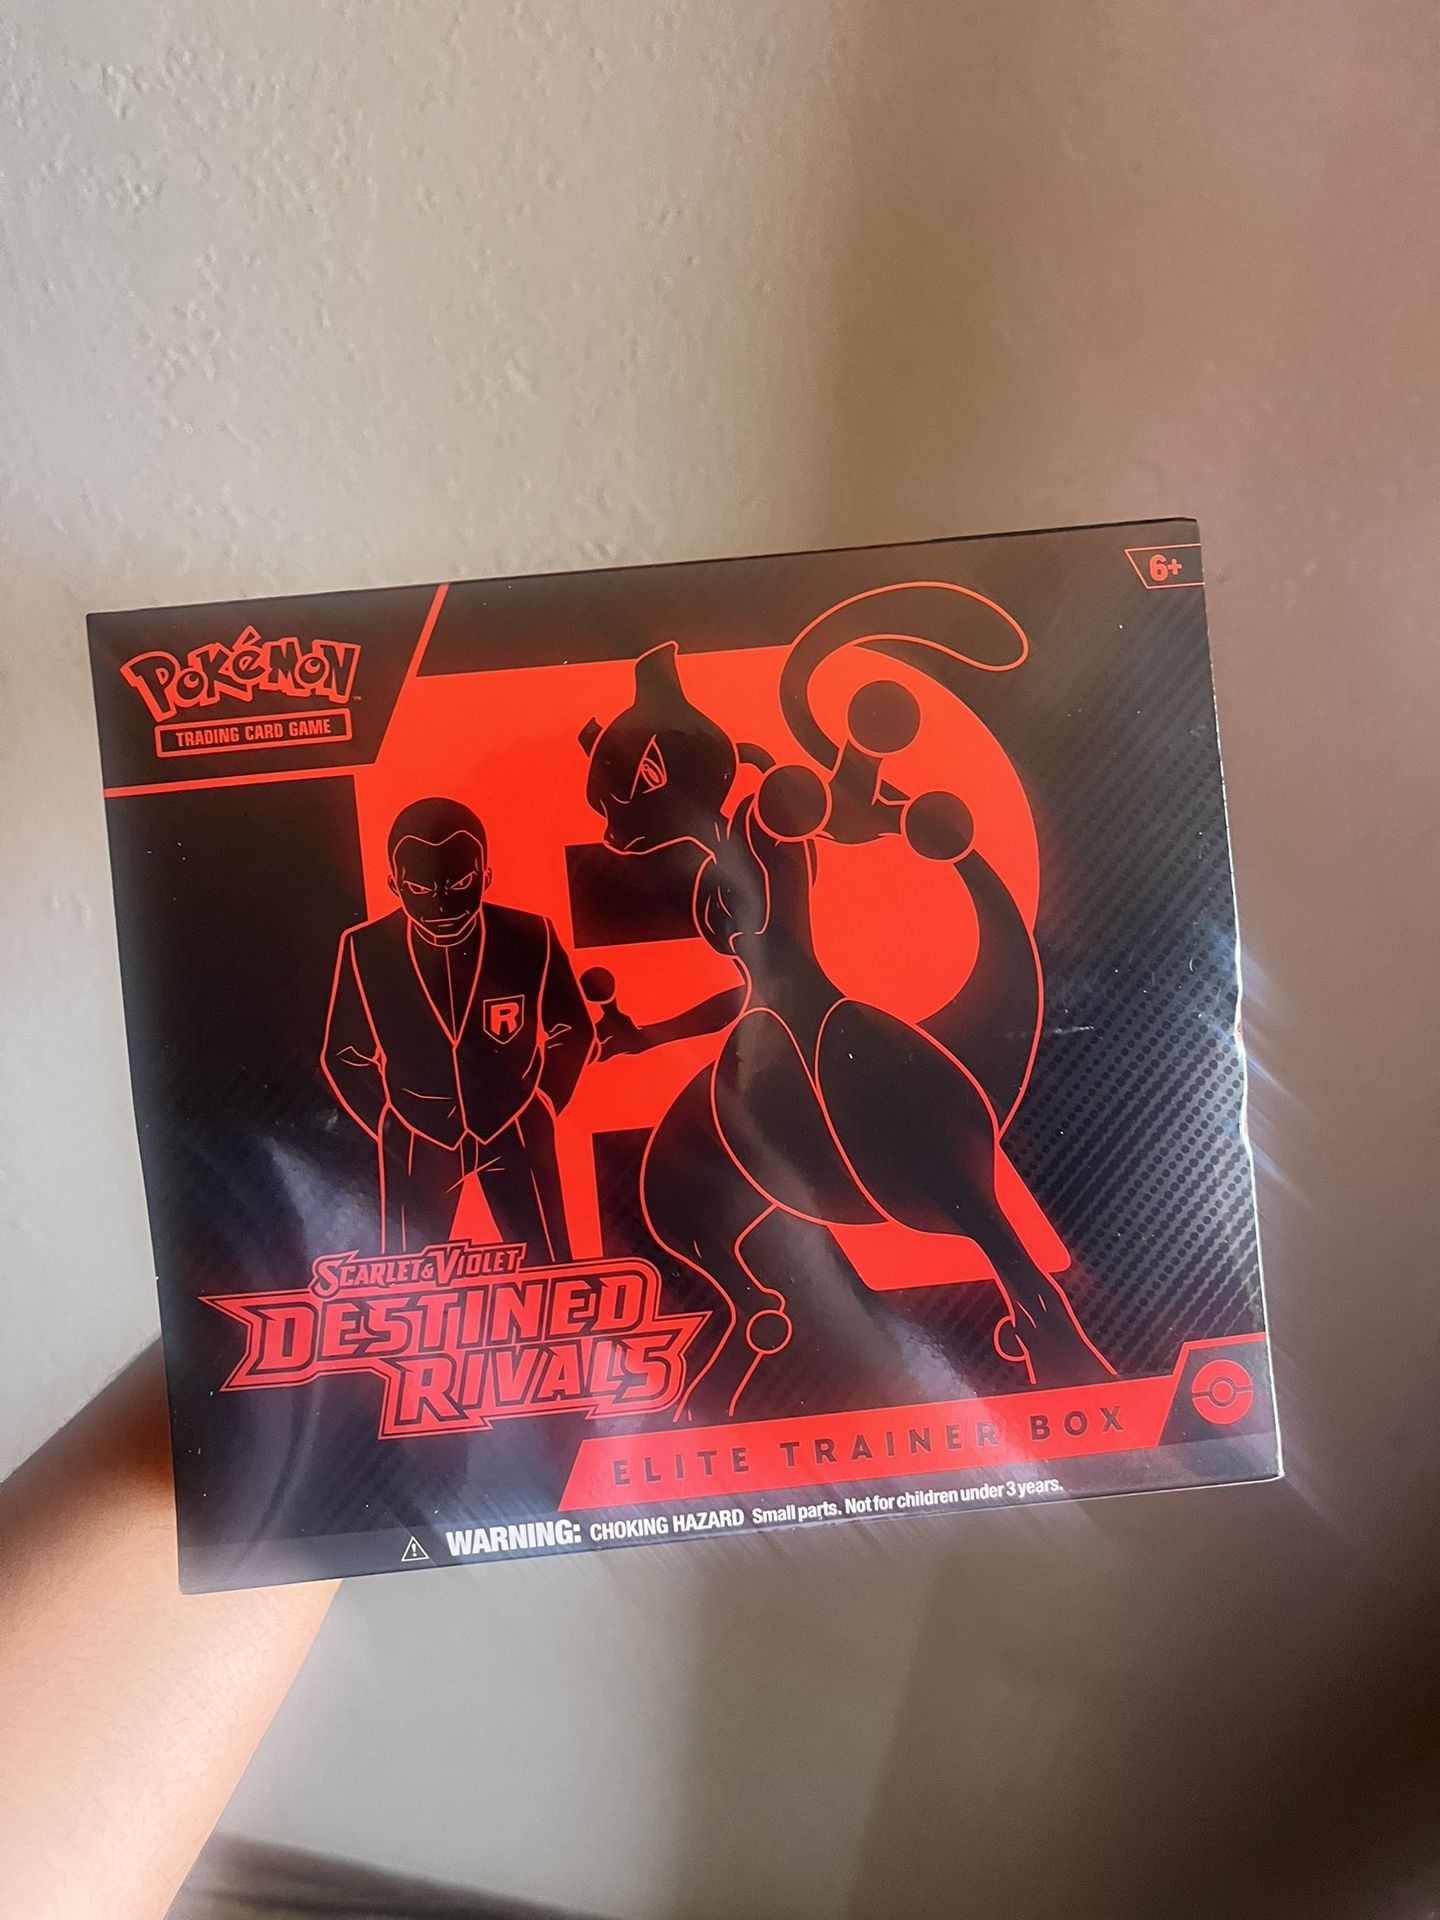 6+
POKéMON
TRADING CARD GAME
R
SCARLET & VIOLET
DESTINED
RIVALS
ELITE TRAINER BOX
WARNING: CHOKING HAZARD Small parts. Not for children under 3 years.